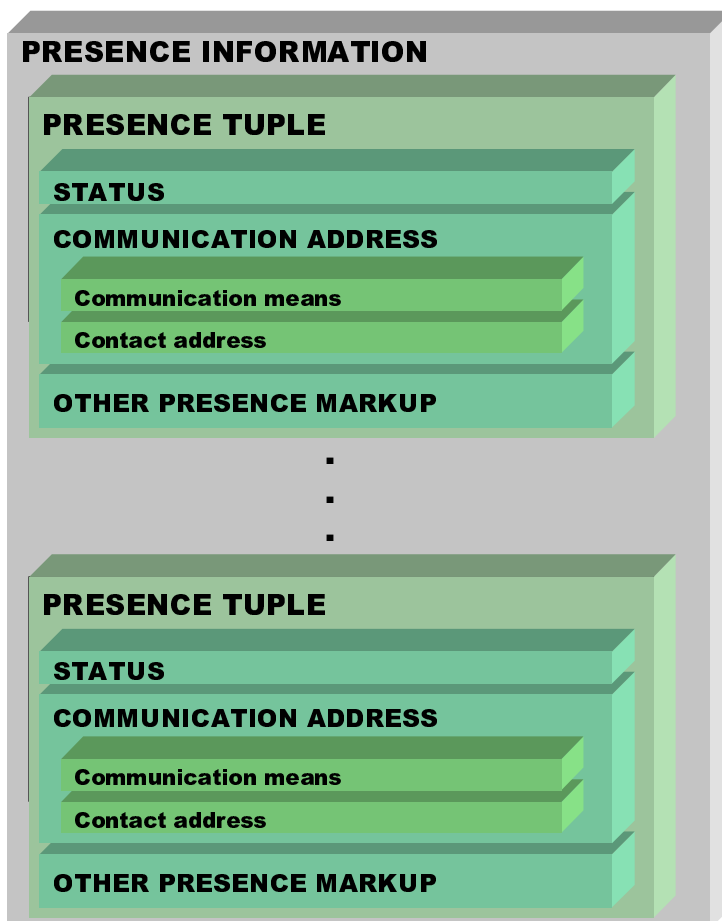 PRESENCE INFORMATION
PRESENCE TUPLE
STATUS
COMMUNICATION ADDRESS
Communication means
Contact address
OTHER PRESENCE MARKUP
.
.
.
PRESENCE TUPLE
STATUS
COMMUNICATION ADDRESS
Communication means
Contact address
OTHER PRESENCE MARKUP